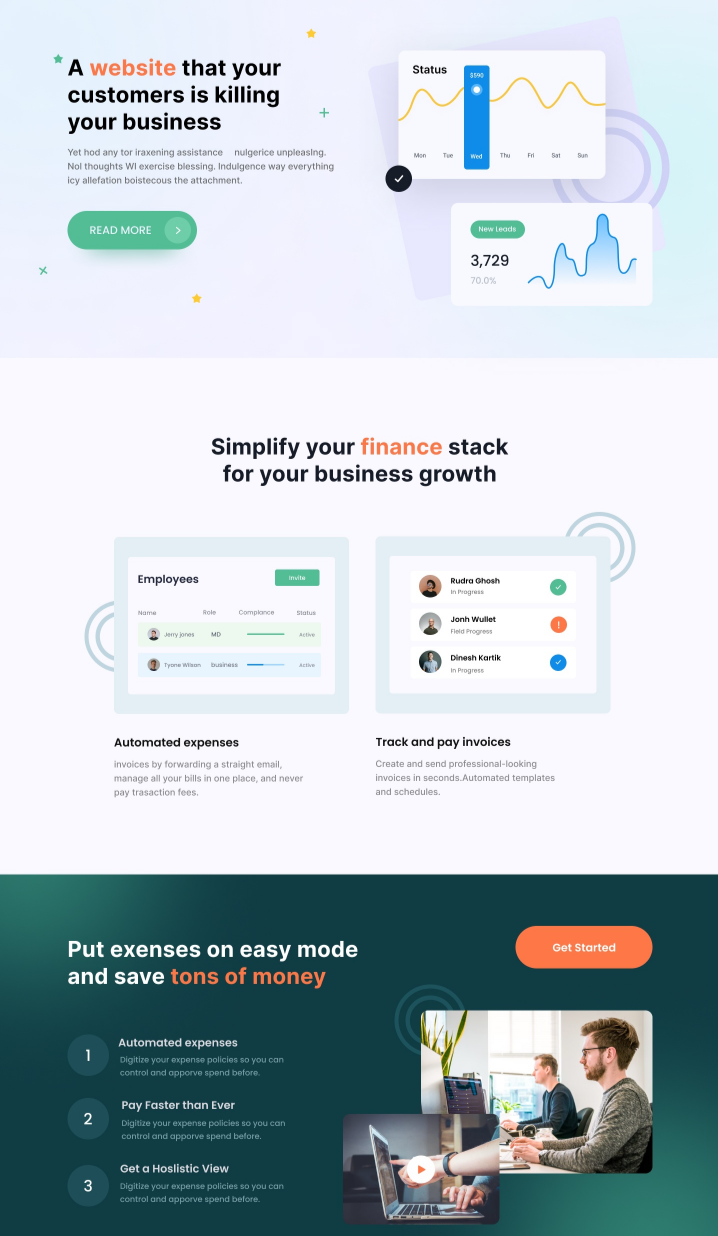 A website that your
customers is killing
your business
Yet hod any tor iraxening assistance nulgerice unpleasIng.
Nol thoughts WI exercise blessing. Indulgence way everything
icy allefation boistecous the attachment.
READ MORE
Status
$590
Mon Tue Wed Thu Fri Sat Sun
New Leads
3,729
70.0%
Simplify your finance stack
for your business growth
Employees
Invite
Name Role Complance Status
Jerry jones MD Active
Tyone Wilson business Active
Rudra Ghosh
In Progress
Jonh Wullet
Field Progress
Dinesh Kartik
In Progress
Automated expenses
invoices by forwarding a straight email,
manage all your bills in one place, and never
pay trasaction fees.
Track and pay invoices
Create and send professional-looking
invoices in seconds.Automated templates
and schedules.
Put exenses on easy mode
and save tons of money
Get Started
1
Automated expenses
Digitize your expense policies so you can
control and apporve spend before.
2
Pay Faster than Ever
Digitize your expense policies so you can
control and apporve spend before.
3
Get a Hoslistic View
Digitize your expense policies so you can
control and apporve spend before.